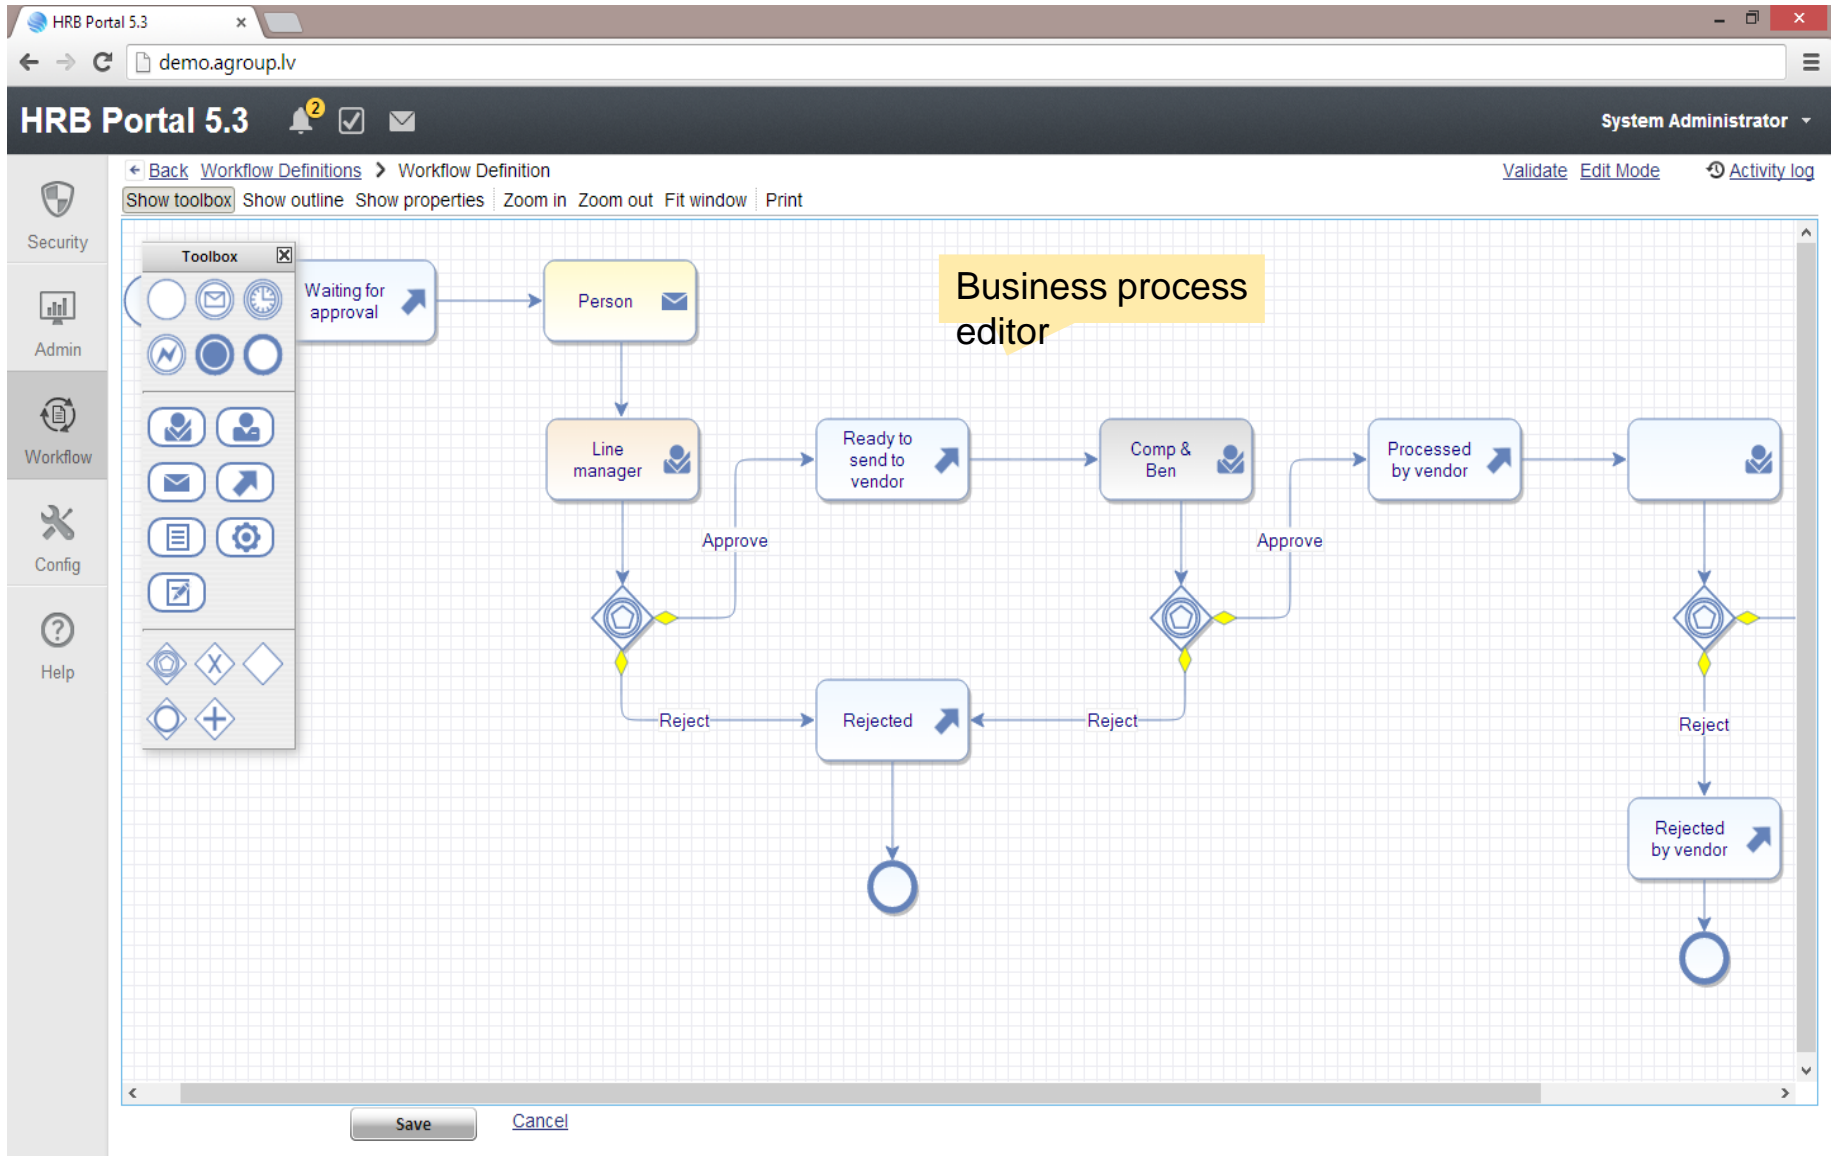 HRB Portal 5.3
demo.agroup.lv
HRB Portal 5.3
2
System Administrator
Back Workflow Definitions > Workflow Definition
Validate Edit Mode Activity log
Show toolbox Show outline Show properties Zoom in Zoom out Fit window Print
Security
Admin
Workflow
Config
Help
Toolbox
X
Waiting for
approval
Person
Business process
editor
Line
manager
Ready to
send to
vendor
Comp &
Ben
Processed
by vendor
Approve
Approve
Reject
Rejected
Reject
Reject
Rejected
by vendor
Save
Cancel